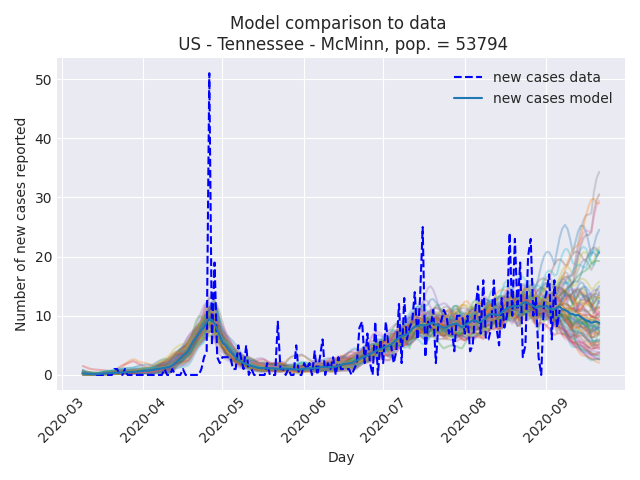 Model comparison to data
US - Tennessee - McMinn, pop. = 53794
new cases data
new cases model
Number of new cases reported
50
40
30
20
10
0
2020-03
2020-04
2020-05
2020-06
2020-07
2020-08
2020-09
Day